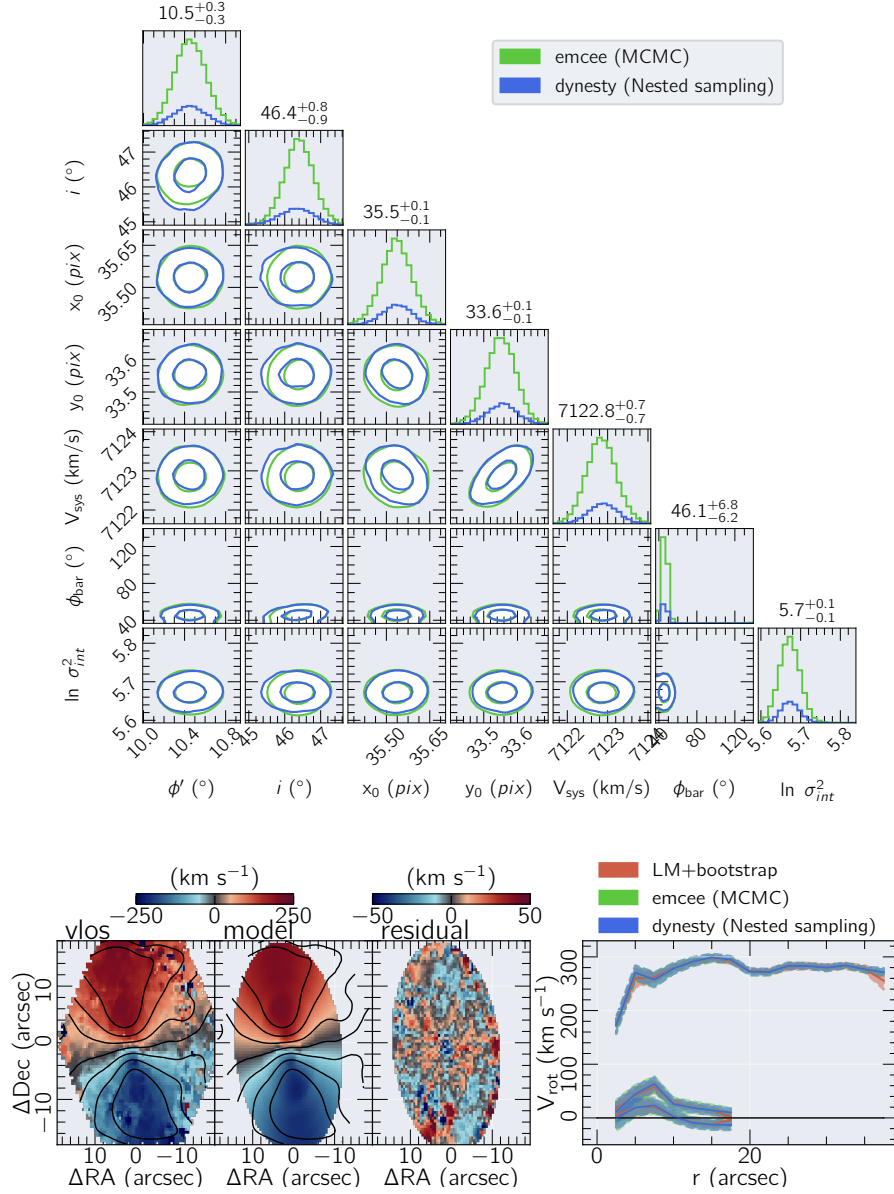 10.5+0.3−0.3
emcee (MCMC)
dynesty (Nested sampling)
46.4+0.8−0.9
47
46
45
i (°)
35.5+0.1−0.1
35.65
35.50
x0 (pix)
33.6+0.1−0.1
33.6
33.5
y0 (pix)
7122.8+0.7−0.7
7124
7123
7122
Vsys (km/s)
46.1+6.8−6.2
120
80
40
ϕbar (°)
5.7+0.1−0.1
5.8
5.7
5.6
ln σ2int
10.0 10.4 10.8 45 46 47 35.50 35.65 33.5 33.6 7122 7123 7124 40 80 120 5.6 5.7 5.8
ϕ′ (°) i (°) x0 (pix) y0 (pix) Vsys (km/s) ϕbar (°) ln σ2int
(km s−1) (km s−1)
−250 0 250 −50 0 50
LM+bootstrap
emcee (MCMC)
dynesty (Nested sampling)
vlos model residual
10
0
−10
ΔDec (arcsec)
10 0 −10 10 0 −10 10 0 −10
ΔRA (arcsec) ΔRA (arcsec) ΔRA (arcsec)
300
200
100
0
Vrot (km s−1)
0 20
r (arcsec)